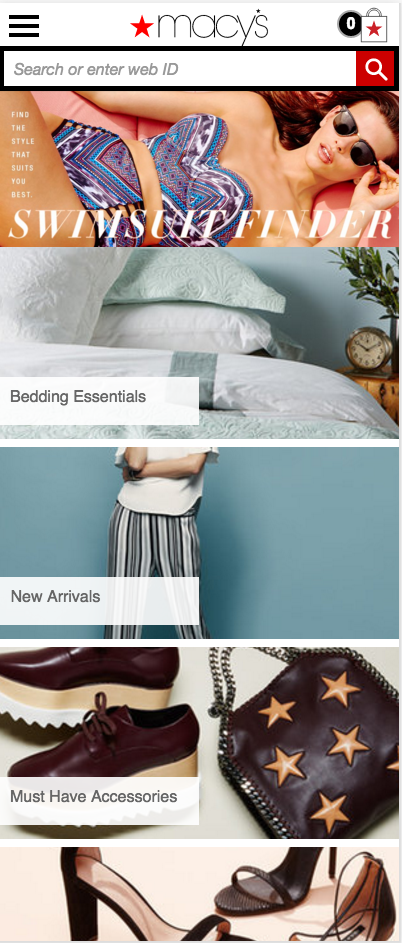 macy's
0
Search or enter web ID
FIND
THE
STYLE
THAT
SUITS
YOU
BEST.
SWIMSUIT FINDER
Bedding Essentials
New Arrivals
Must Have Accessories